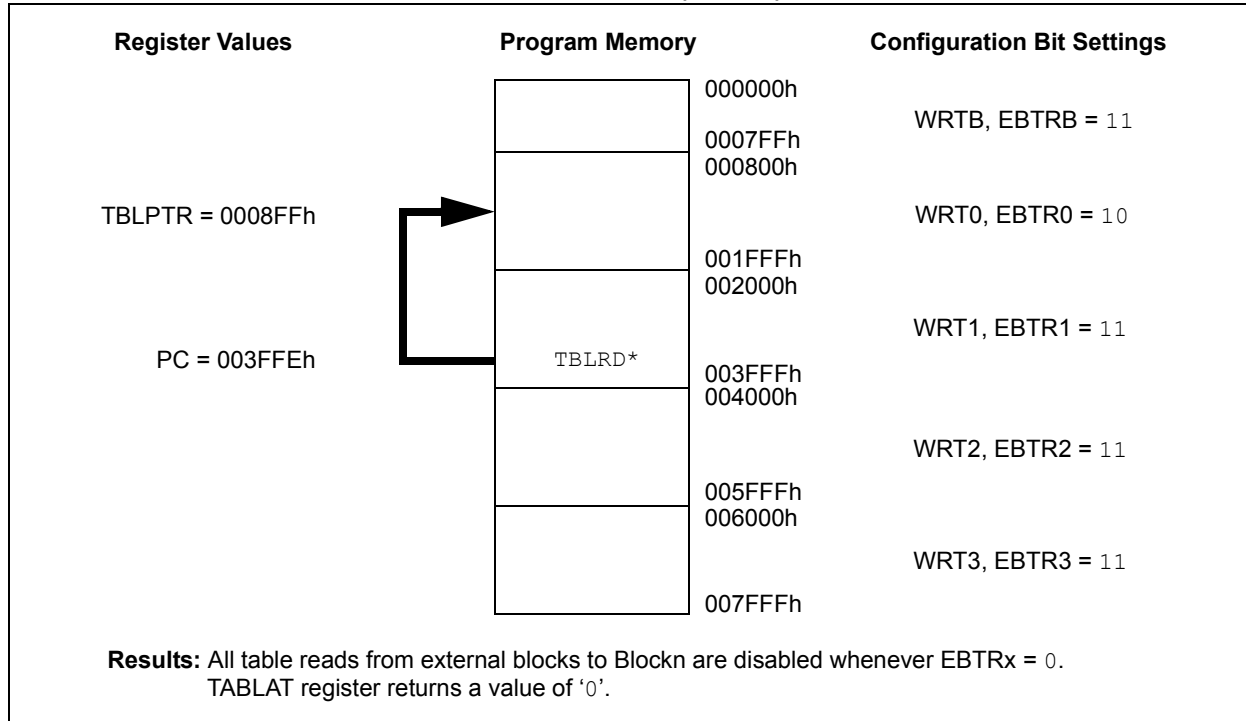 Register Values Program Memory Configuration Bit Settings
000000h
WRTB, EBTRB = 11
0007FFh
000800h
TBLPTR = 0008FFh
WRT0, EBTR0 = 10
001FFFh
002000h
WRT1, EBTR1 = 11
PC = 003FFEh
TBLRD*
003FFFh
004000h
WRT2, EBTR2 = 11
005FFFh
006000h
WRT3, EBTR3 = 11
007FFFh
Results: All table reads from external blocks to Blockn are disabled whenever EBTRx = 0.
TABLAT register returns a value of ‘0’.